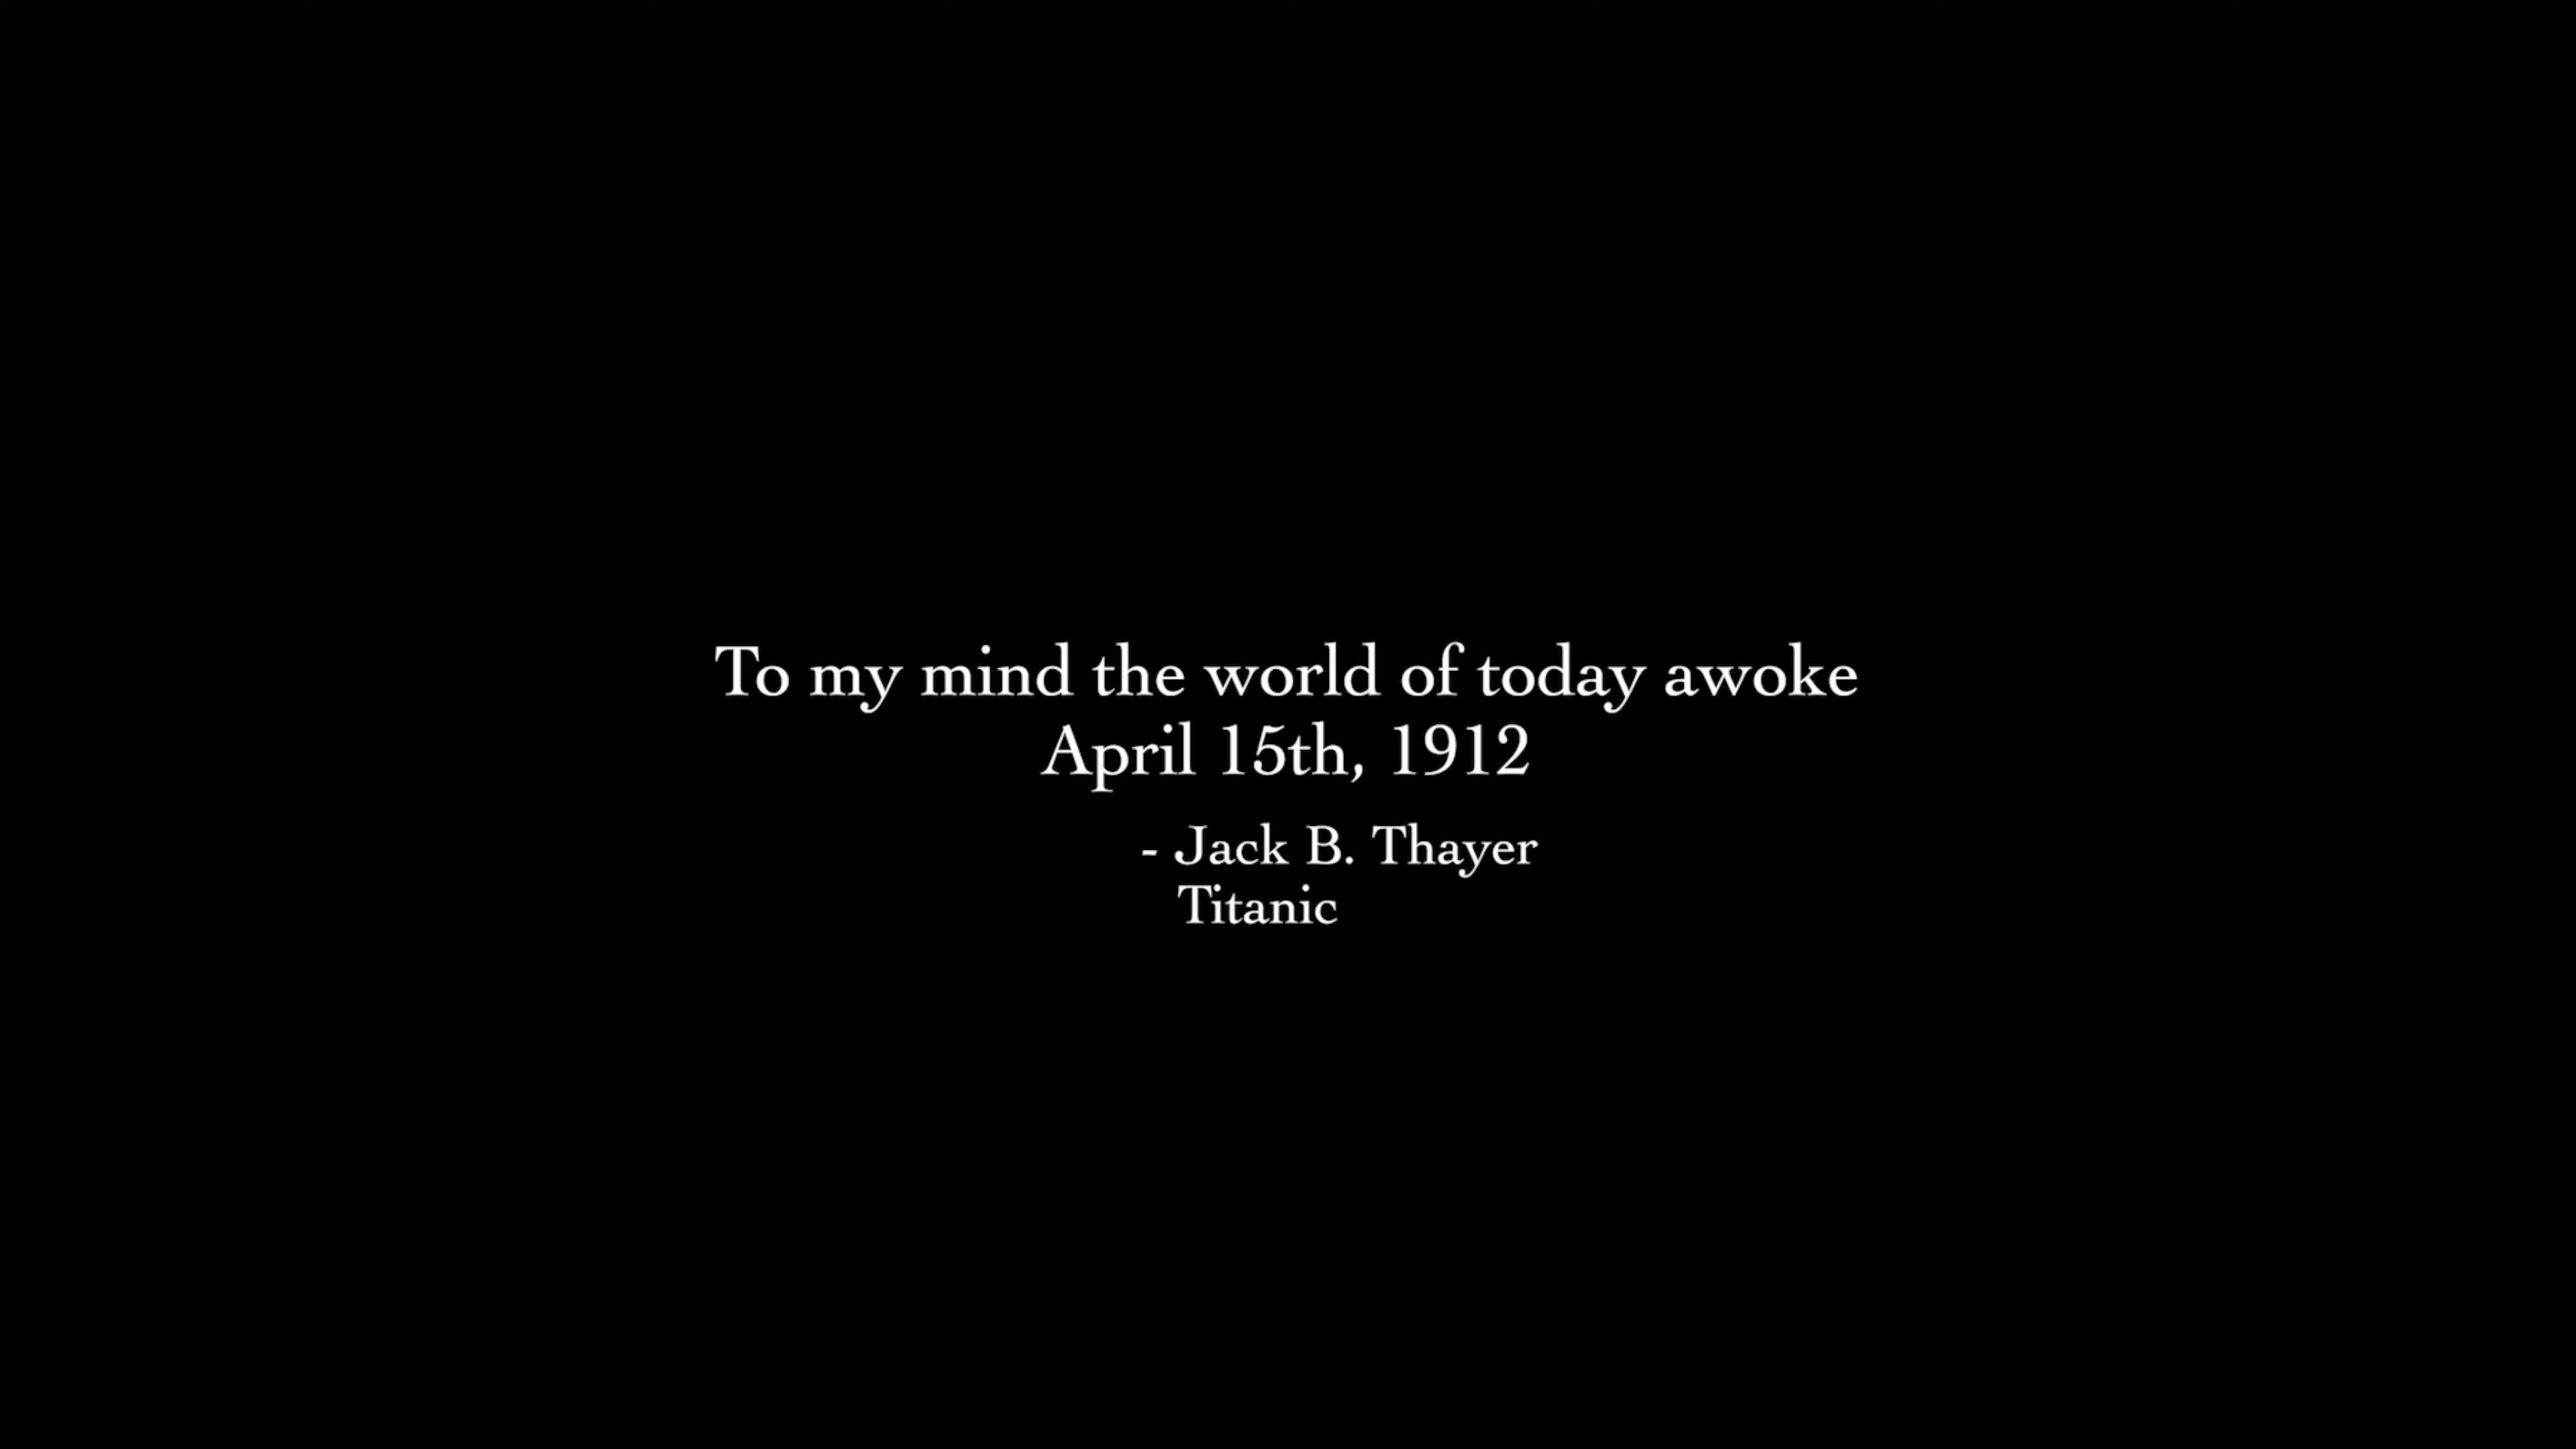 To my mind the world of today awoke
April 15th, 1912
- Jack B. Thayer
Titanic